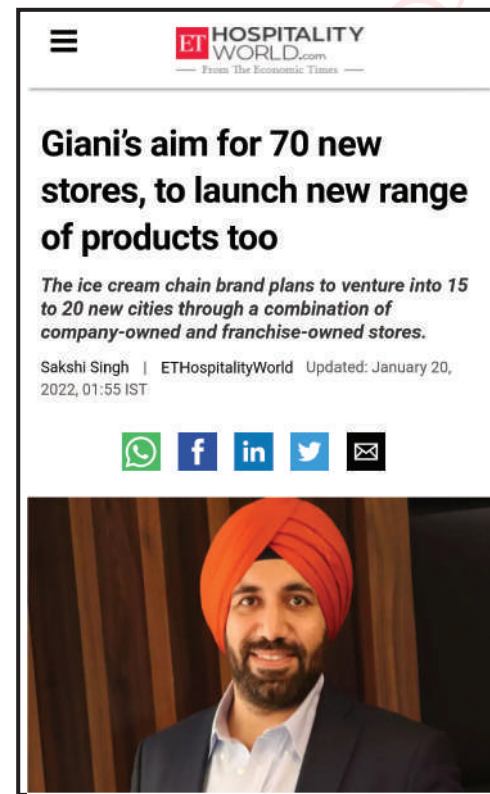 ET HOSPITALITY
WORLD.com
From The Economic Times
Giani's aim for 70 new
stores, to launch new range
of products too
The ice cream chain brand plans to venture into 15
to 20 new cities through a combination of
company-owned and franchise-owned stores.
Sakshi Singh | ETHospitalityWorld Updated: January 20,
2022, 01:55 IST
f in